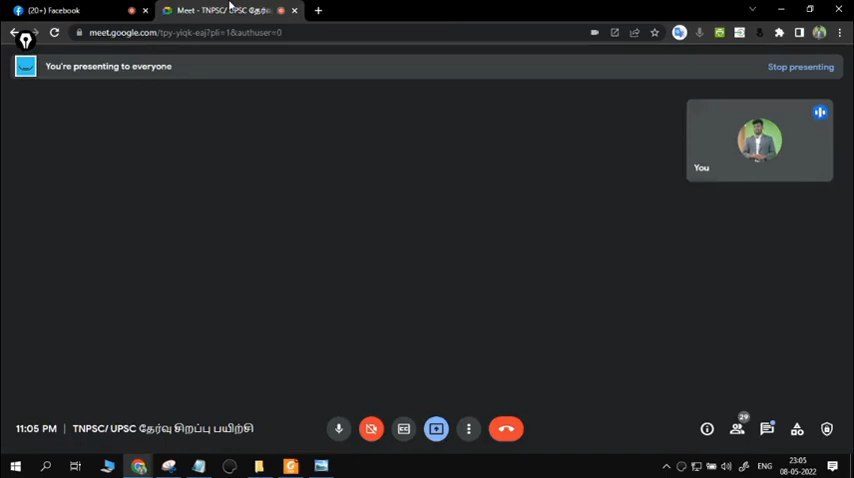 (20+) Facebook
Meet - TNPSC/ UPSC தேர்வு
meet.google.com/tpy-yiqk-eaj?pli=1&authuser=0
You're presenting to everyone
Stop presenting
You
11:05 PM | TNPSC/ UPSC தேர்வு சிறப்பு பயிற்சி
29
ENG
23:05
08-05-2022